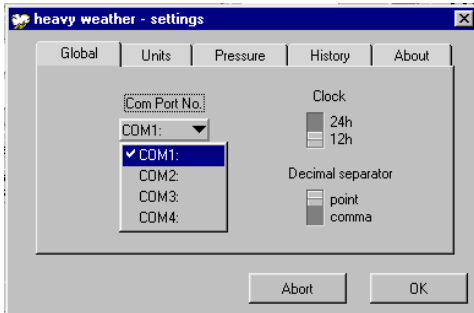 heavy weather - settings
Global Units Pressure History About
Com Port No.
COM1:
COM1:
COM2:
COM3:
COM4:
Clock
24h
12h
Decimal separator
point
comma
Abort OK